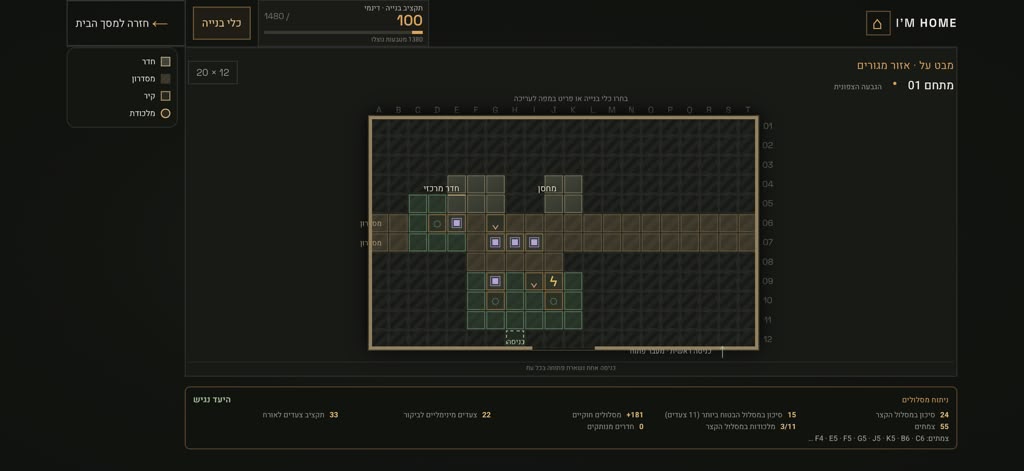 I'M HOME
תקציב בנייה · דינמי
100
/ 1480
1380 מטבעות נוצלו
כלי בנייה
חזרה למסך הבית
חדר
מסדרון
קיר
מלכודת
מבט על · אזור מגורים
מתחם 01 • הגבעה הצפונית
20 × 12
בחרו כלי בנייה או פריט במפה לעריכה
A B C D E F G H I J K L M N O P Q R S T
01
02
03
04
05
06
07
08
09
10
11
12
חדר מרכזי
מחסן
כניסה
כניסה ראשית · מעבר פתוח
כניסה אחת נשארת פתוחה בכל עת
ניתוח מסלולים
היעד נגיש
24 סיכון במסלול הקצר
15 סיכון במסלול הבטוח ביותר (11 צעדים)
181+ מסלולים חוקיים
22 צעדים מינימליים לביקור
33 תקציב צעדים לאורח
55 צמתים
3/11 מלכודות במסלול הקצר
0 חדרים מנותקים
צמתים: F4 · E5 · F5 · G5 · J5 · K5 · B6 · C6 ...